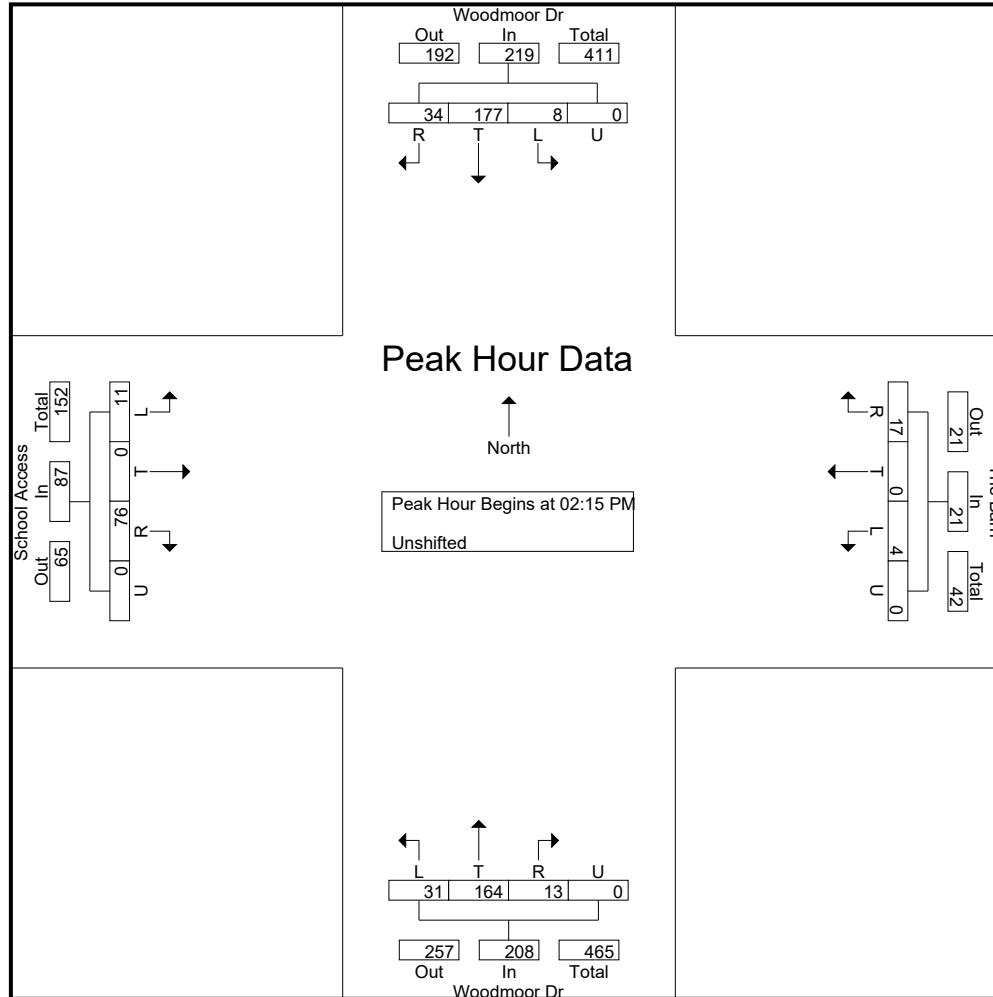 Woodmoor Dr
Out In Total
192 219 411
34 177 8 0
R T L U
Peak Hour Data
North
Peak Hour Begins at 02:15 PM
Unshifted
School Access
Total In Out
152 87 65
11 0 76 0
L T R U
R T L U
17 0 4 0
Out In Total
21 21 42
L T R U
31 164 13 0
257 208 465
Out In Total
Woodmoor Dr